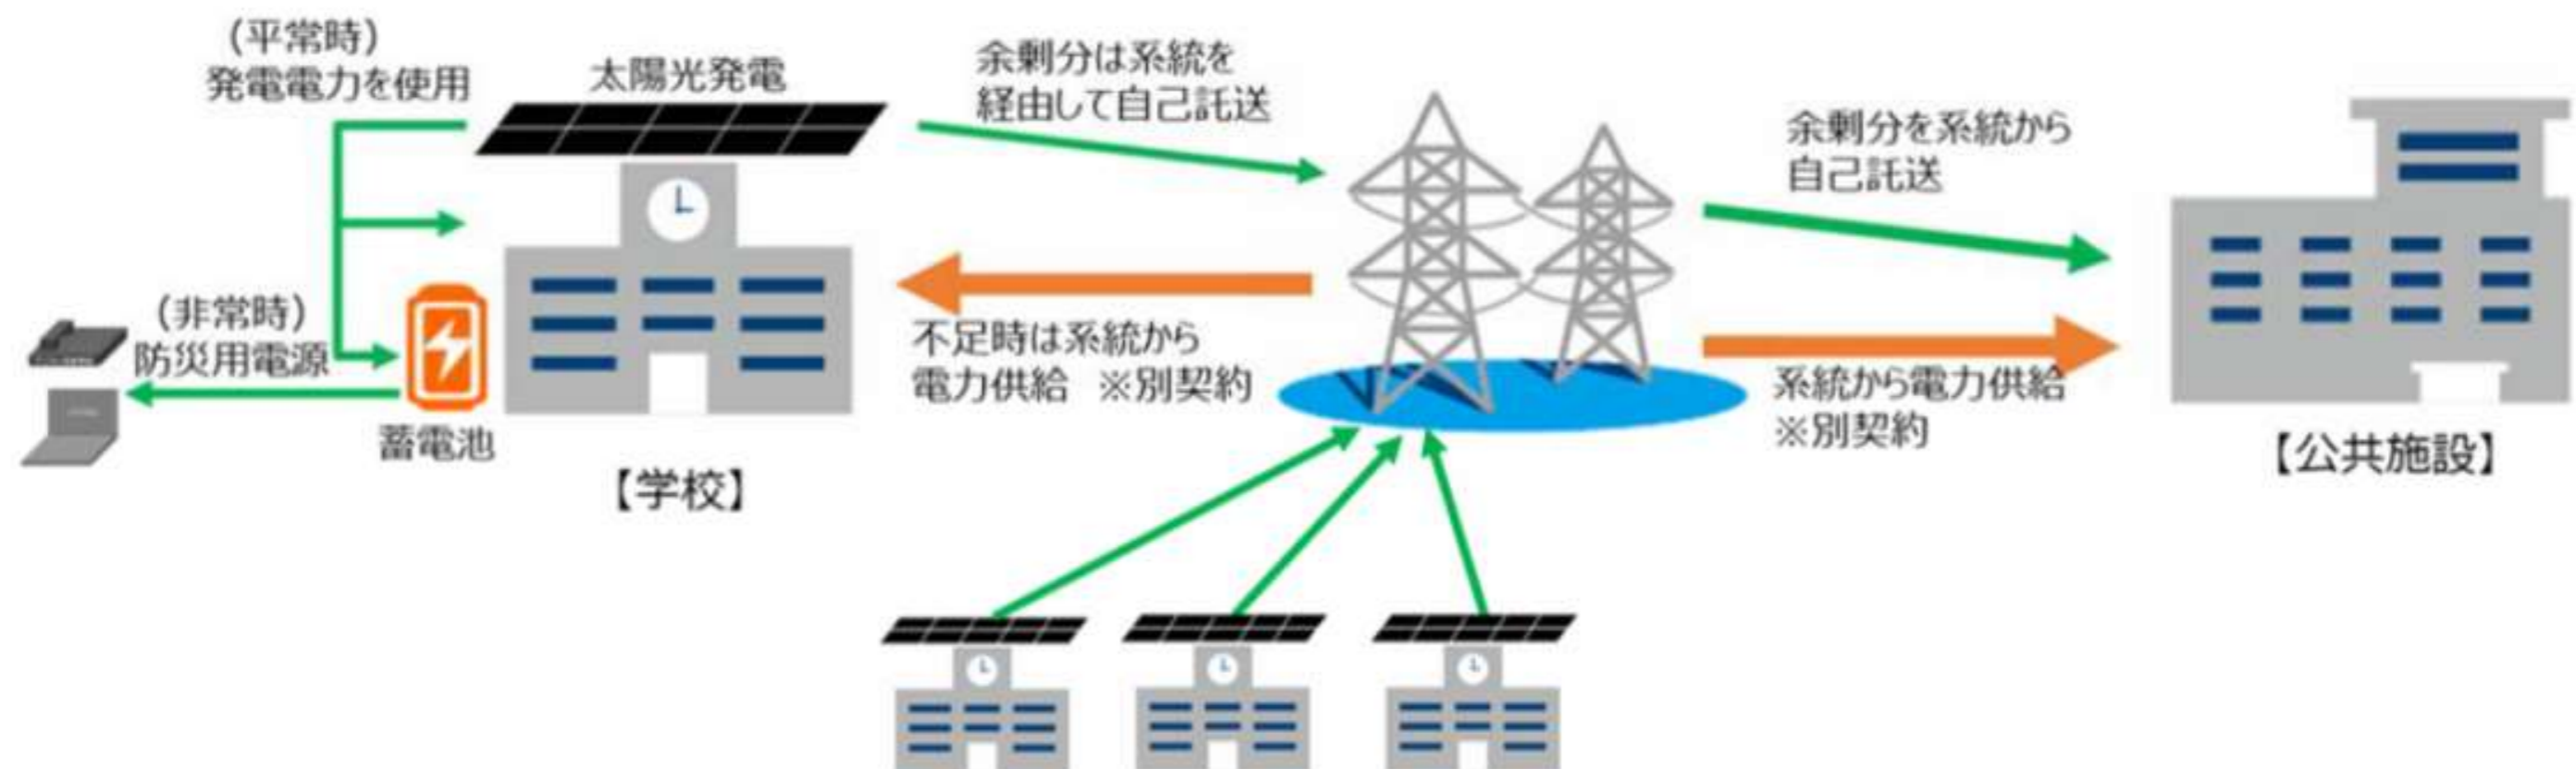 （平常時）
発電電力を使用
太陽光発電
余剰分は系統を
経由して自己託送
余剰分を系統から
自己託送
（非常時）
防災用電源
蓄電池
【学校】
不足時は系統から
電力供給　※別契約
系統から電力供給
※別契約
【公共施設】